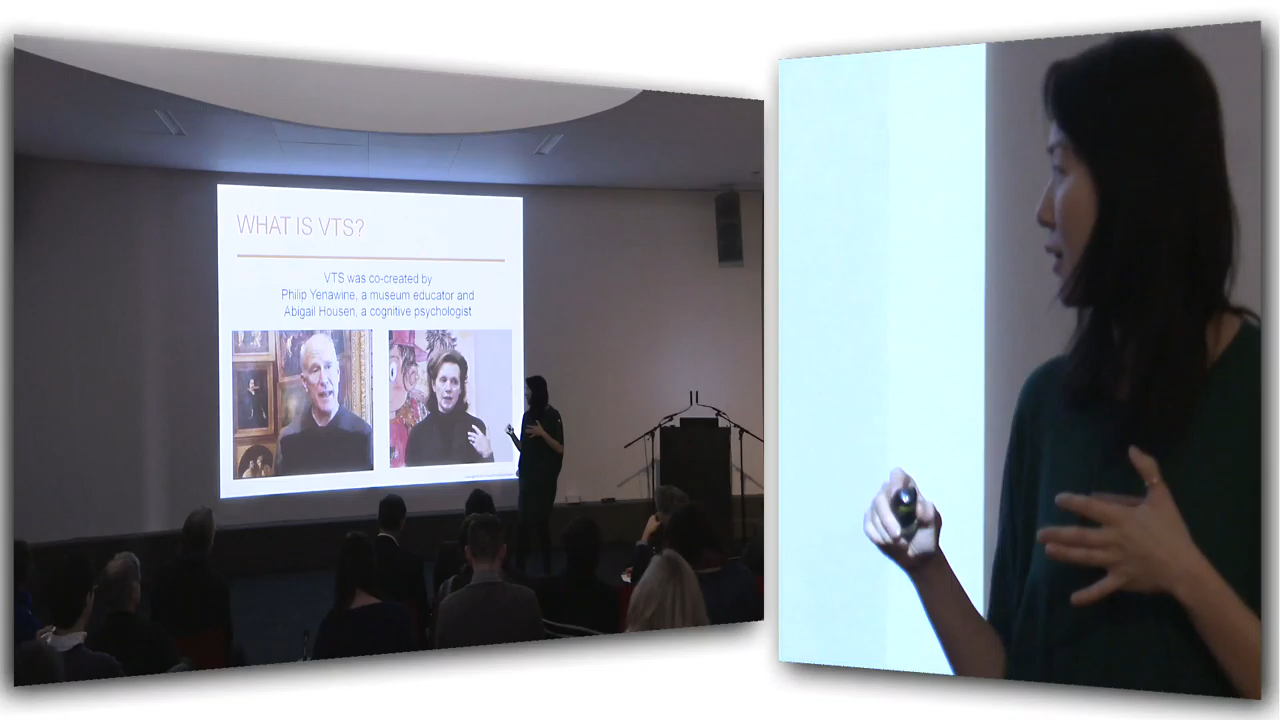 WHAT IS VTS?
VTS was co-created by
Philip Yenawine, a museum educator and
Abigail Housen, a cognitive psychologist